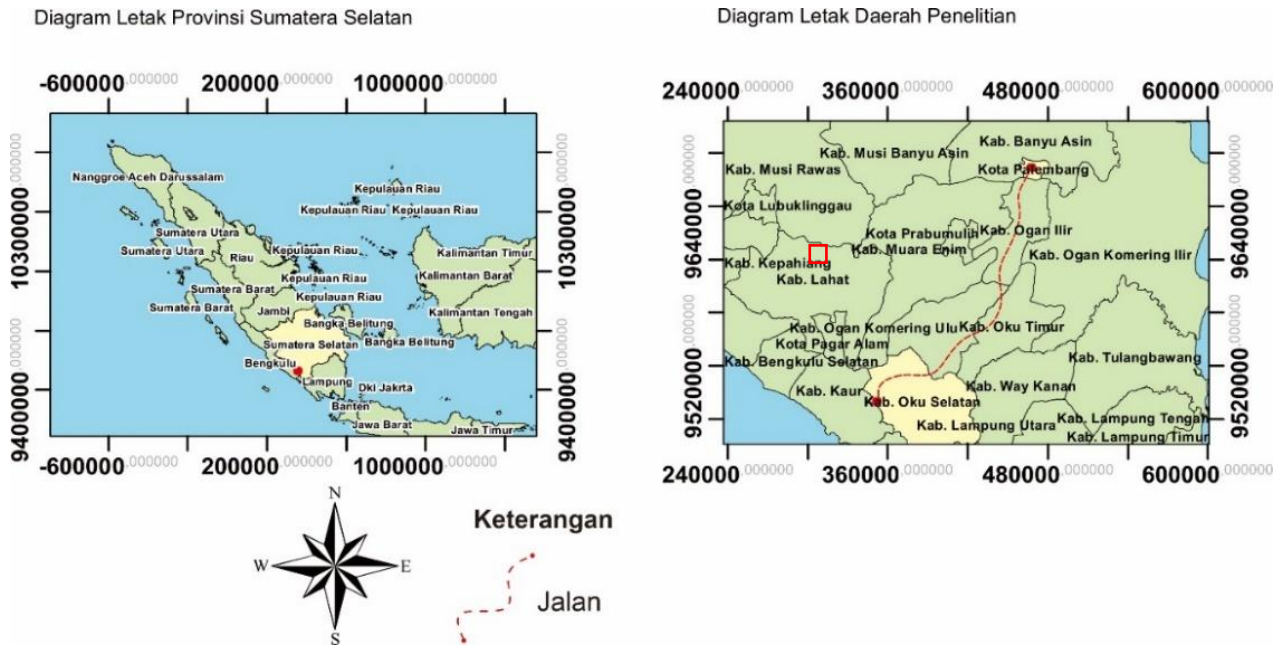 Diagram Letak Provinsi Sumatera Selatan
-600000,000000 200000,000000 1000000,000000
10300000,000000
9400000,000000
10300000,000000
9400000,000000
Nanggroe Aceh Darussalam
Kepulauan Riau
Kepulauan Riau Kepulauan Riau
Sumatera Utara
Sumatera Utara
Kepulauan Riau
Kalimantan Timur
Riau
Kepulauan Riau
Kalimantan Barat
Sumatera Barat
Kepulauan Riau
Sumatera Barat
Jambi
Kalimantan Tengah
Bangka Belitung
Sumatera Selatan
Bangka Belitung
Bengkulu
Lampung
Dki Jakrta
Banten
Jawa Barat
Jawa Timur
-600000,000000 200000,000000 1000000,000000
Diagram Letak Daerah Penelitian
240000,000000 360000,000000 480000,000000 600000,000000
9640000,000000
9520000,000000
9640000,000000
9520000,000000
Kab. Banyu Asin
Kab. Musi Banyu Asin
Kab. Musi Rawas
Kota Palembang
Kota Lubuklinggau
Kota Prabumulih
Kab. Ogan Ilir
Kab. Muara Enim
Kab. Ogan Komering Ilir
Kab. Kepahiang
Kab. Lahat
Kab. Ogan Komering Ulu
Kab. Oku Timur
Kota Pagar Alam
Kab. Bengkulu Selatan
Kab. Tulangbawang
Kab. Kaur
Kab. Way Kanan
Kab. Oku Selatan
Kab. Lampung Utara
Kab. Lampung Tengah
Kab. Lampung Timur
240000,000000 360000,000000 480000,000000 600000,000000
N
W
E
S
Keterangan
Jalan